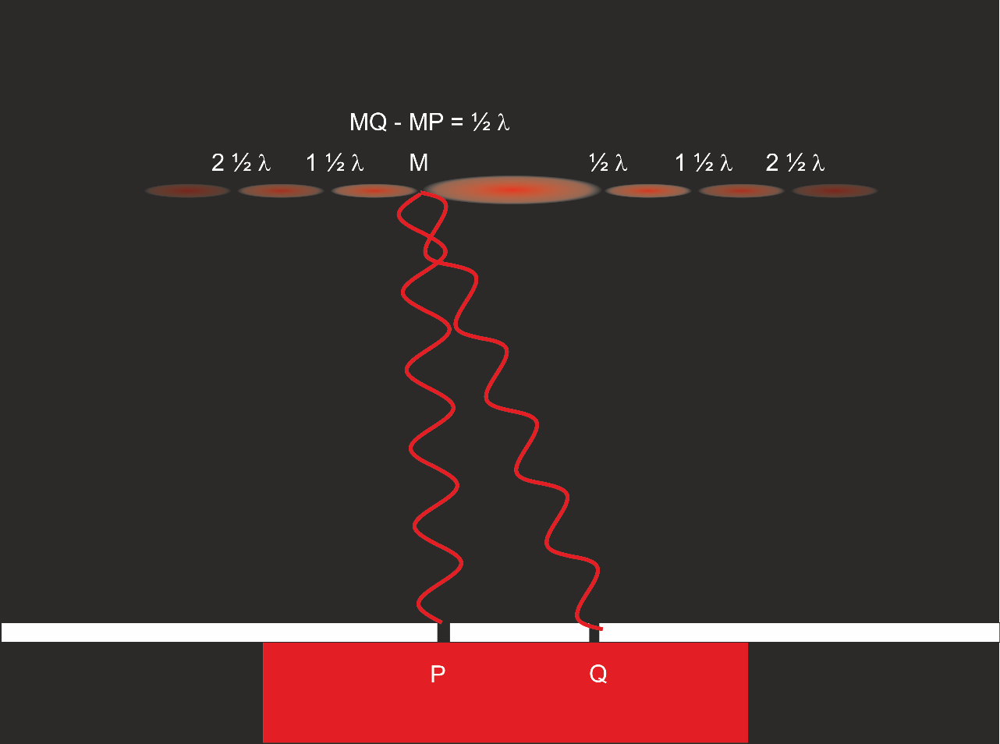 MQ - MP = ½ λ
2 ½ λ 1 ½ λ M ½ λ 1 ½ λ 2 ½ λ
P Q